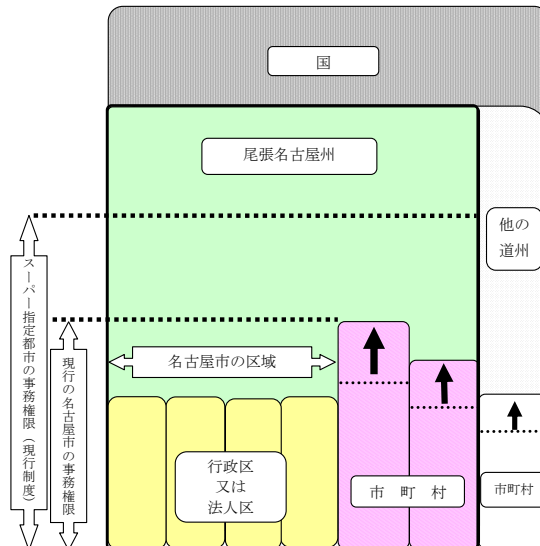 国
尾張名古屋州
他の
道州
スーパー指定都市の事務権限（現行制度）
現行の名古屋市の事務権限
名古屋市の区域
行政区
又は
法人区
市町村
市町村